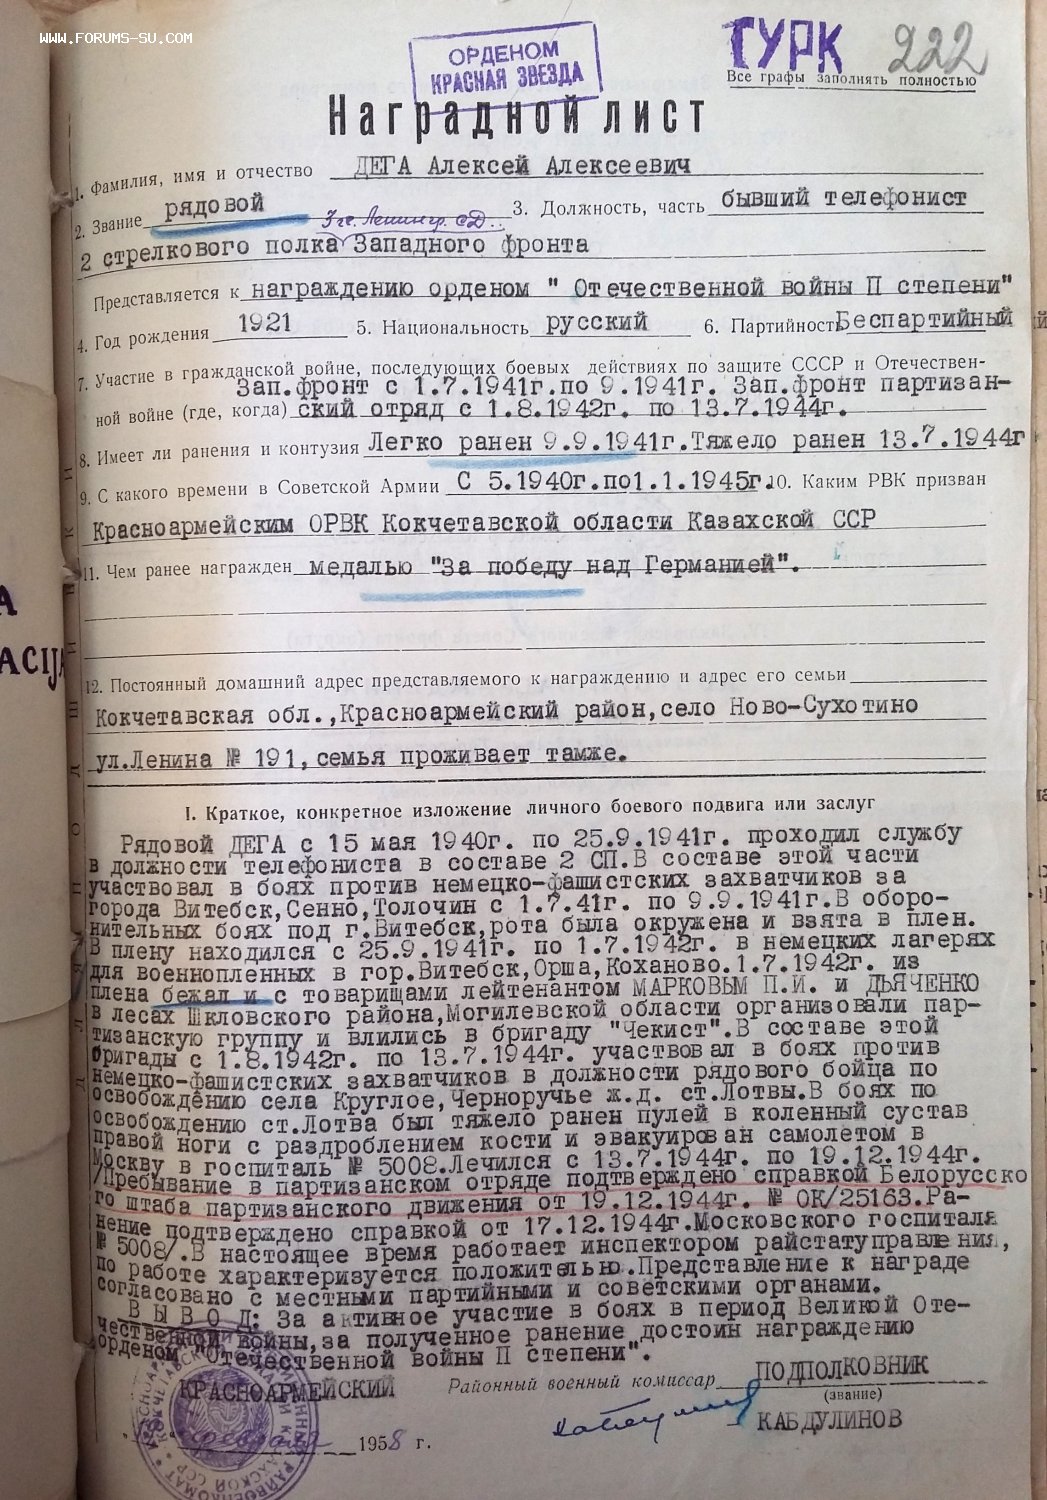 WWW.FORUMS-SU.COM
ОРДЕНОМ
КРАСНАЯ ЗВЕЗДА
ТУРК 222
Все графы заполнять полностью
Наградной лист
1. Фамилия, имя и отчество ДЕГА Алексей Алексеевич
2. Звание рядовой 3. Должность, часть бывший телефонист
2 стрелкового полка Западного фронта
Представляется к награждению орденом " Отечественной войны II степени"
4. Год рождения 1921 5. Национальность русский 6. Партийность Беспартийный
7. Участие в гражданской войне, последующих боевых действиях по защите СССР и Отечествен-
Зап.фронт с 1.7.1941г.по 9.1941г. Зап.фронт партизан-
ной войне (где, когда) ский отряд с 1.8.1942г. по 13.7.1944г.
8. Имеет ли ранения и контузия Легко ранен 9.9.1941г.Тяжело ранен 13.7.1944г
9. С какого времени в Советской Армии С 5.1940г.по1.1.1945г. 10. Каким РВК призван
Красноармейским ОРВК Кокчетавской области Казахской ССР
11. Чем ранее награжден медалью "За победу над Германией".
12. Постоянный домашний адрес представляемого к награждению и адрес его семьи
Кокчетавская обл.,Красноармейский район,село Ново-Сухотино
ул.Ленина № 191,семья проживает тамже.
I. Краткое, конкретное изложение личного боевого подвига или заслуг
Рядовой ДЕГА с 15 мая 1940г. по 25.9.1941г. проходил службу
в должности телефониста в составе 2 СП.В составе этой части
участвовал в боях против немецко-фашистских захватчиков за
города Витебск,Сенно,Толочин с 1.7.41г. по 9.9.1941г.В оборо-
нительных боях под г.Витебск,рота была окружена и взята в плен.
В плену находился с 25.9.1941г. по 1.7.1942г. в немецких лагерях
для военнопленных в гор.Витебск,Орша,Коханово.1.7.1942г. из
плена бежал и с товарищами лейтенантом МАРКОВЫМ П.И. и ДЬЯЧЕНКО
в лесах Шкловского района,Могилевской области организовали пар-
тизанскую группу и влились в бригаду "Чекист".В составе этой
бригады с 1.8.1942г. по 13.7.1944г. участвовал в боях против
немецко-фашистских захватчиков в должности рядового бойца по
освобождению села Круглое,Черноручье ж.д. ст.Лотвы.В боях по
освобождению ст.Лотва был тяжело ранен пулей в коленный сустав
правой ноги с раздроблением кости и эвакуирован самолетом в
Москву в госпиталь № 5008.Лечился с 13.7.1944г. по 19.12.1944г.
/Пребывание в партизанском отряде подтверждено справкой Белорусско
го штаба партизанского движения от 19.12.1944г. № ОК/25163.Ра-
нение подтверждено справкой от 17.12.1944г.Московского госпиталя
№ 5008/.В настоящее время работает инспектором райстатуправления,
по работе характеризуется положительно.Представление к награде
согласовано с местными партийными и советскими органами.
ВЫВОД: За активное участие в боях в период Великой Оте-
чественной войны,за полученное ранение достоин награждению
орденом "Отечественной войны II степени".
КРАСНОАРМЕЙСКИЙ Районный военный комиссар ПОДПОЛКОВНИК
(звание)
КАБДУЛИНОВ
1958 г.